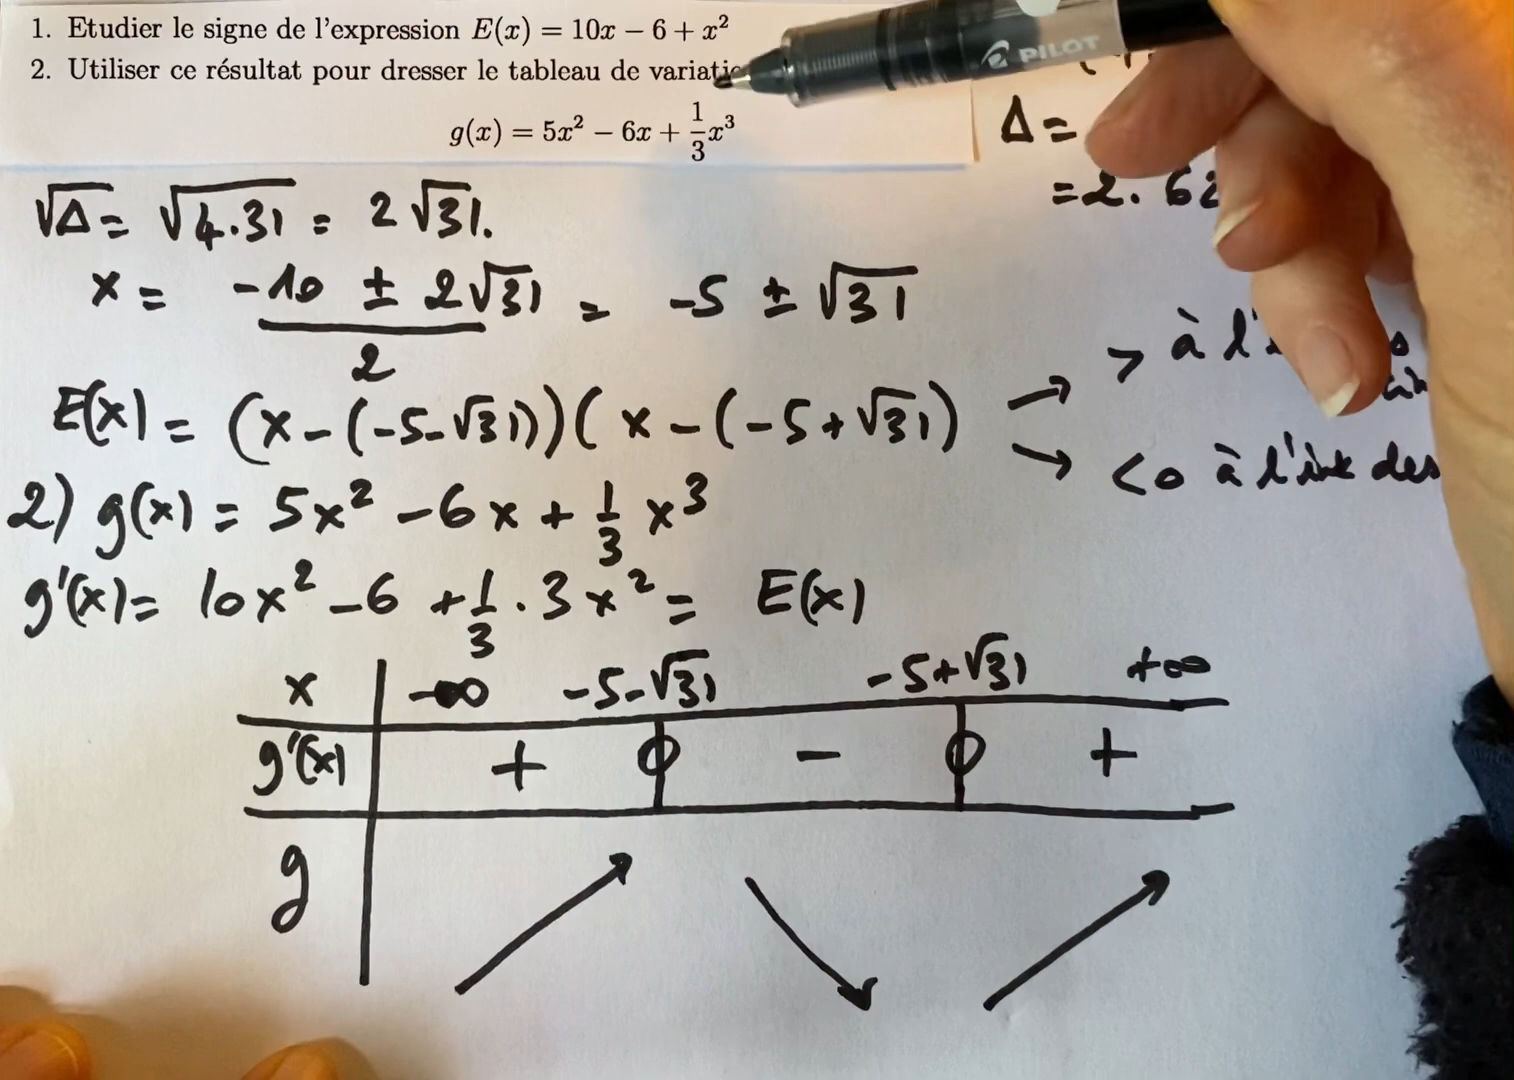 1. Etudier le signe de l'expression E(x) = 10x − 6 + x²
2. Utiliser ce résultat pour dresser le tableau de
g(x) = 5x² − 6x + 1/3 x³
PILOT
Δ =
= 2 .
√Δ = √4.31 = 2√31.
x = (-10 ± 2√31)/2 = -5 ± √31
> à
E(x) = (x-(-5-√31))(x-(-5+√31)
<0 à l'int des
2) g(x) = 5x² - 6x + 1/3 x³
g'(x) = 10x² - 6 + 1/3 . 3x² = E(x)
x -∞ -5-√31 -5+√31 +∞
g'(x) + 0 - 0 +
g